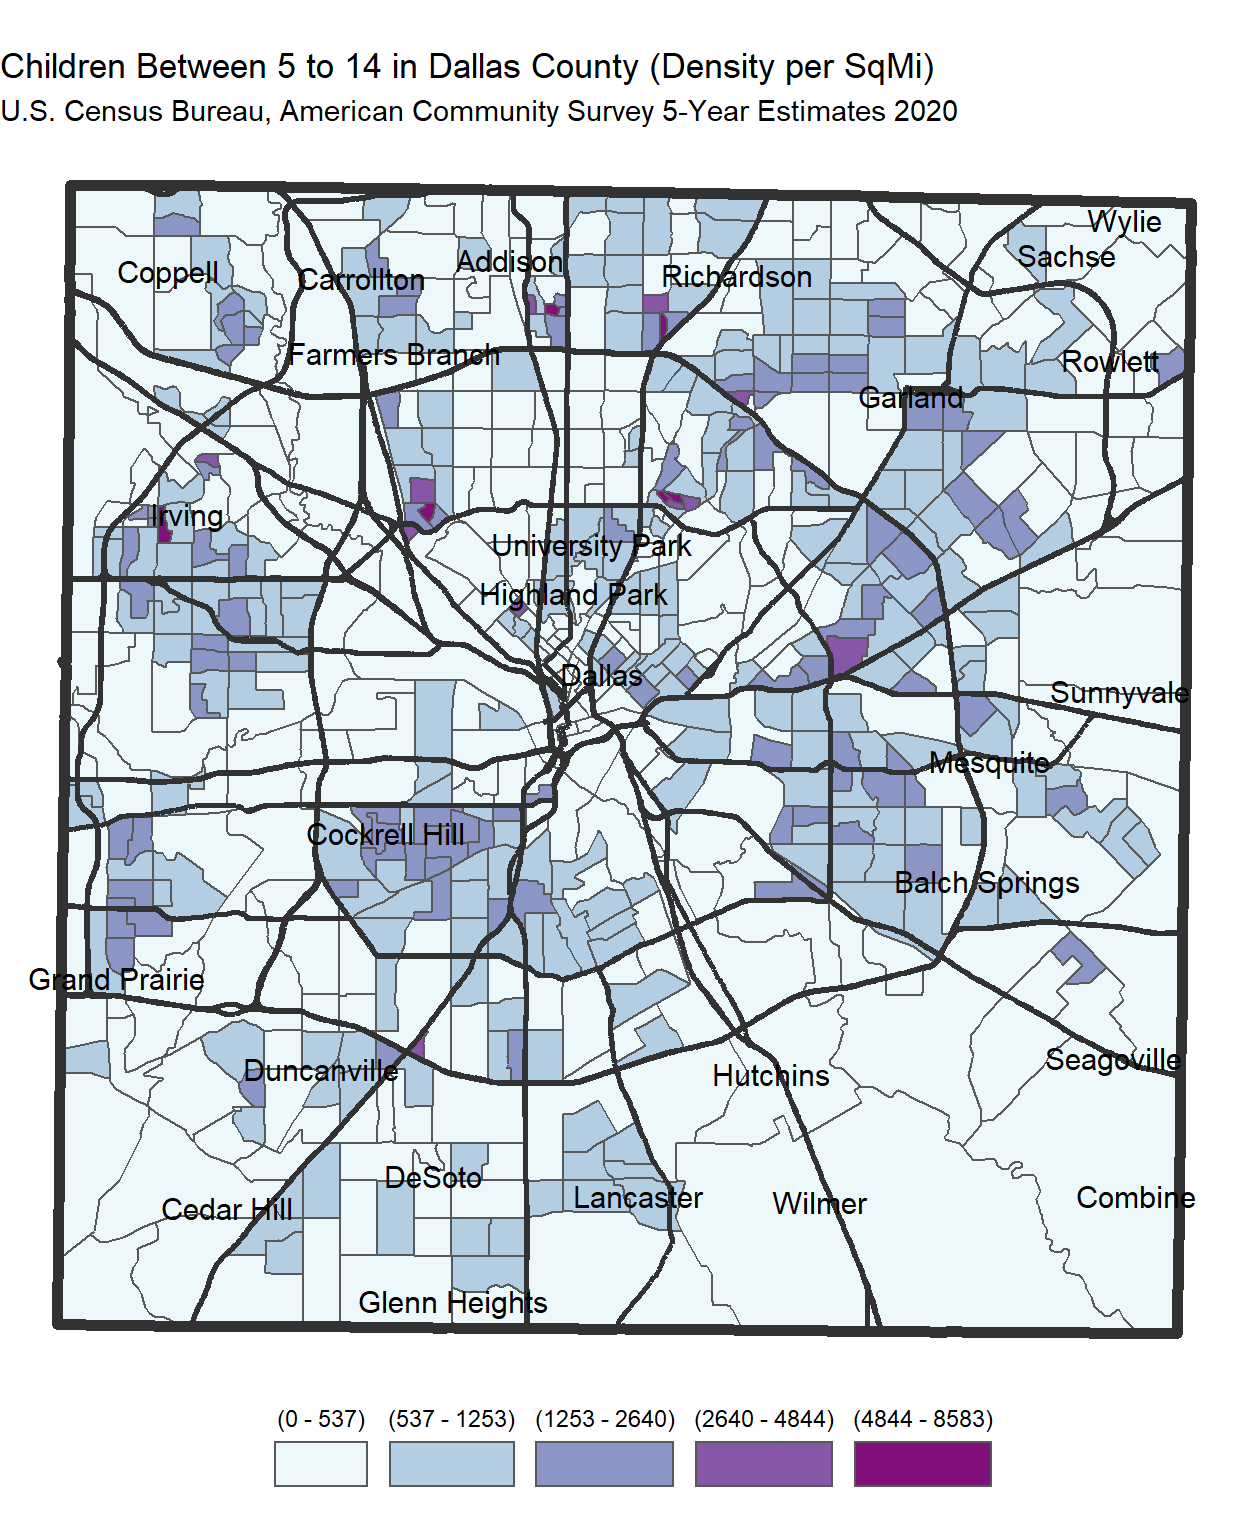 Children Between 5 to 14 in Dallas County (Density per SqMi)
U.S. Census Bureau, American Community Survey 5-Year Estimates 2020
Wylie
Sachse
Coppell
Carrollton
Addison
Richardson
Farmers Branch
Rowlett
Garland
Irving
University Park
Highland Park
Dallas
Sunnyvale
Mesquite
Cockrell Hill
Balch Springs
Grand Prairie
Seagoville
Duncanville
Hutchins
DeSoto
Lancaster
Wilmer
Combine
Cedar Hill
Glenn Heights
(0 - 537) (537 - 1253) (1253 - 2640) (2640 - 4844) (4844 - 8583)